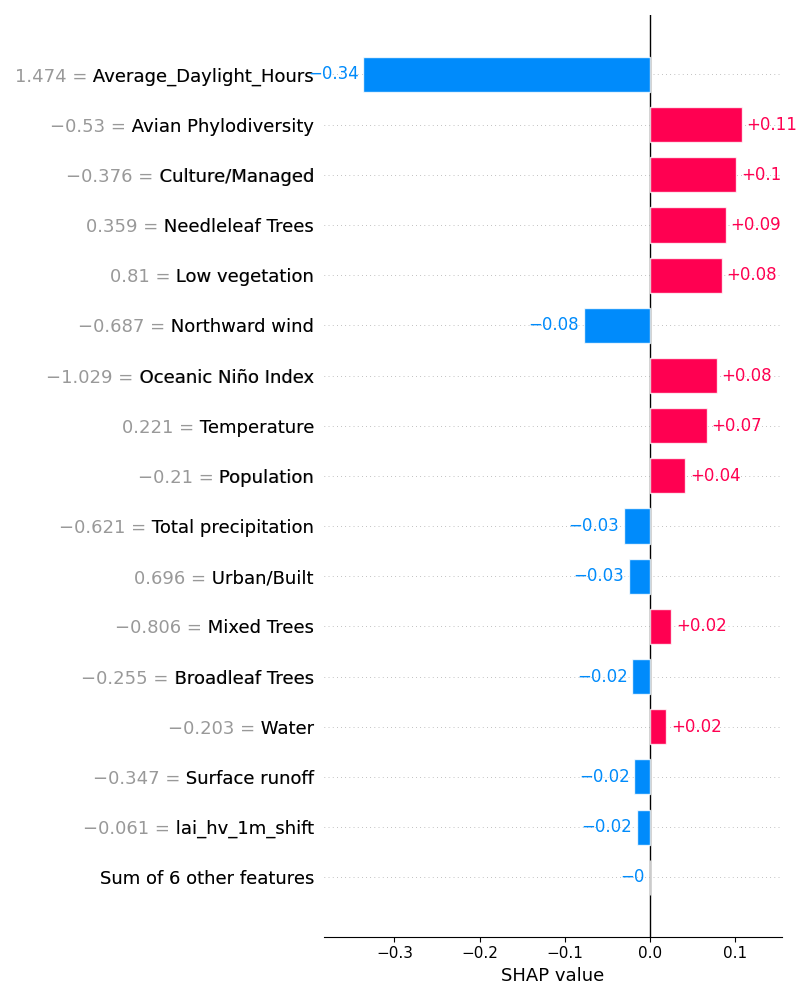 1.474 = Average_Daylight_Hours −0.34
−0.53 = Avian Phylodiversity +0.11
−0.376 = Culture/Managed +0.1
0.359 = Needleleaf Trees +0.09
0.81 = Low vegetation +0.08
−0.687 = Northward wind −0.08
−1.029 = Oceanic Niño Index +0.08
0.221 = Temperature +0.07
−0.21 = Population +0.04
−0.621 = Total precipitation −0.03
0.696 = Urban/Built −0.03
−0.806 = Mixed Trees +0.02
−0.255 = Broadleaf Trees −0.02
−0.203 = Water +0.02
−0.347 = Surface runoff −0.02
−0.061 = lai_hv_1m_shift −0.02
Sum of 6 other features −0
−0.3 −0.2 −0.1 0.0 0.1
SHAP value